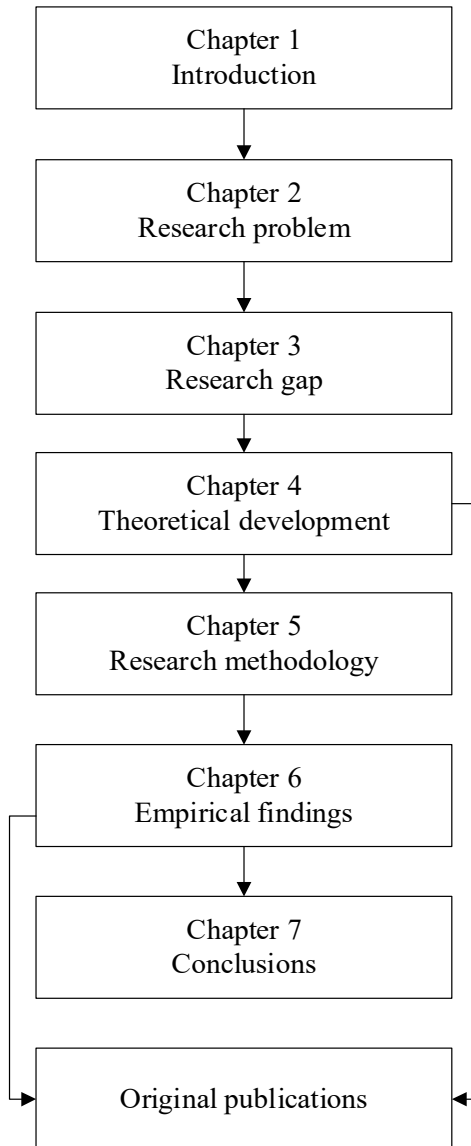 Chapter 1
Introduction
Chapter 2
Research problem
Chapter 3
Research gap
Chapter 4
Theoretical development
Chapter 5
Research methodology
Chapter 6
Empirical findings
Chapter 7
Conclusions
Original publications